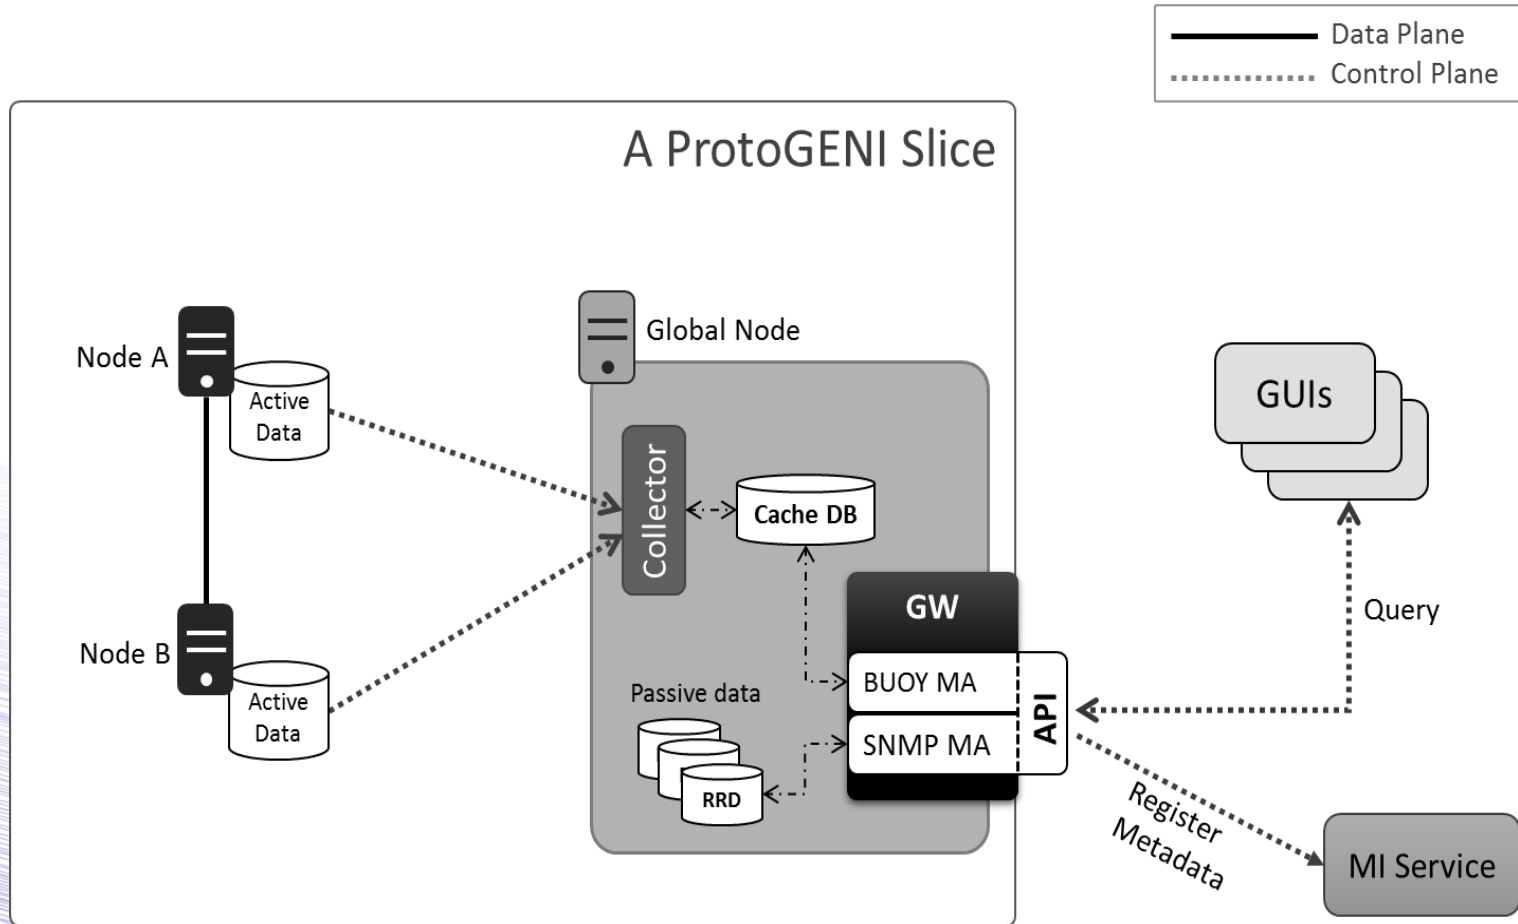 Data Plane
Control Plane
A ProtoGENI Slice
Global Node
Node A
Active
Data
GUIs
Collector
Cache DB
GW
Query
Node B
BUOY MA
Active
Data
Passive data
API
SNMP MA
RRD
Register
Metadata
MI Service